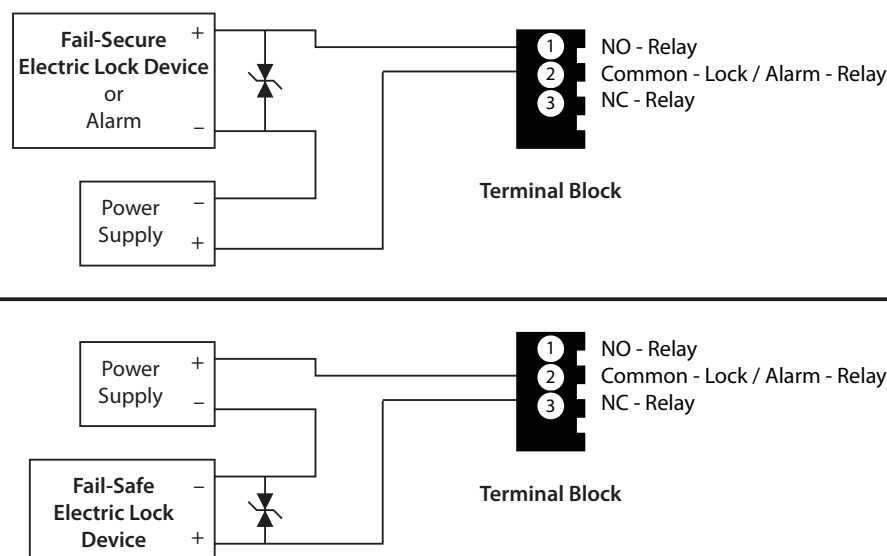 Fail-Secure
Electric Lock Device
or
Alarm
+
–
Power
Supply
–
+
1
2
3
NO - Relay
Common - Lock / Alarm - Relay
NC - Relay
Terminal Block
Power
Supply
+
–
Fail-Safe
Electric Lock
Device
–
+
1
2
3
NO - Relay
Common - Lock / Alarm - Relay
NC - Relay
Terminal Block